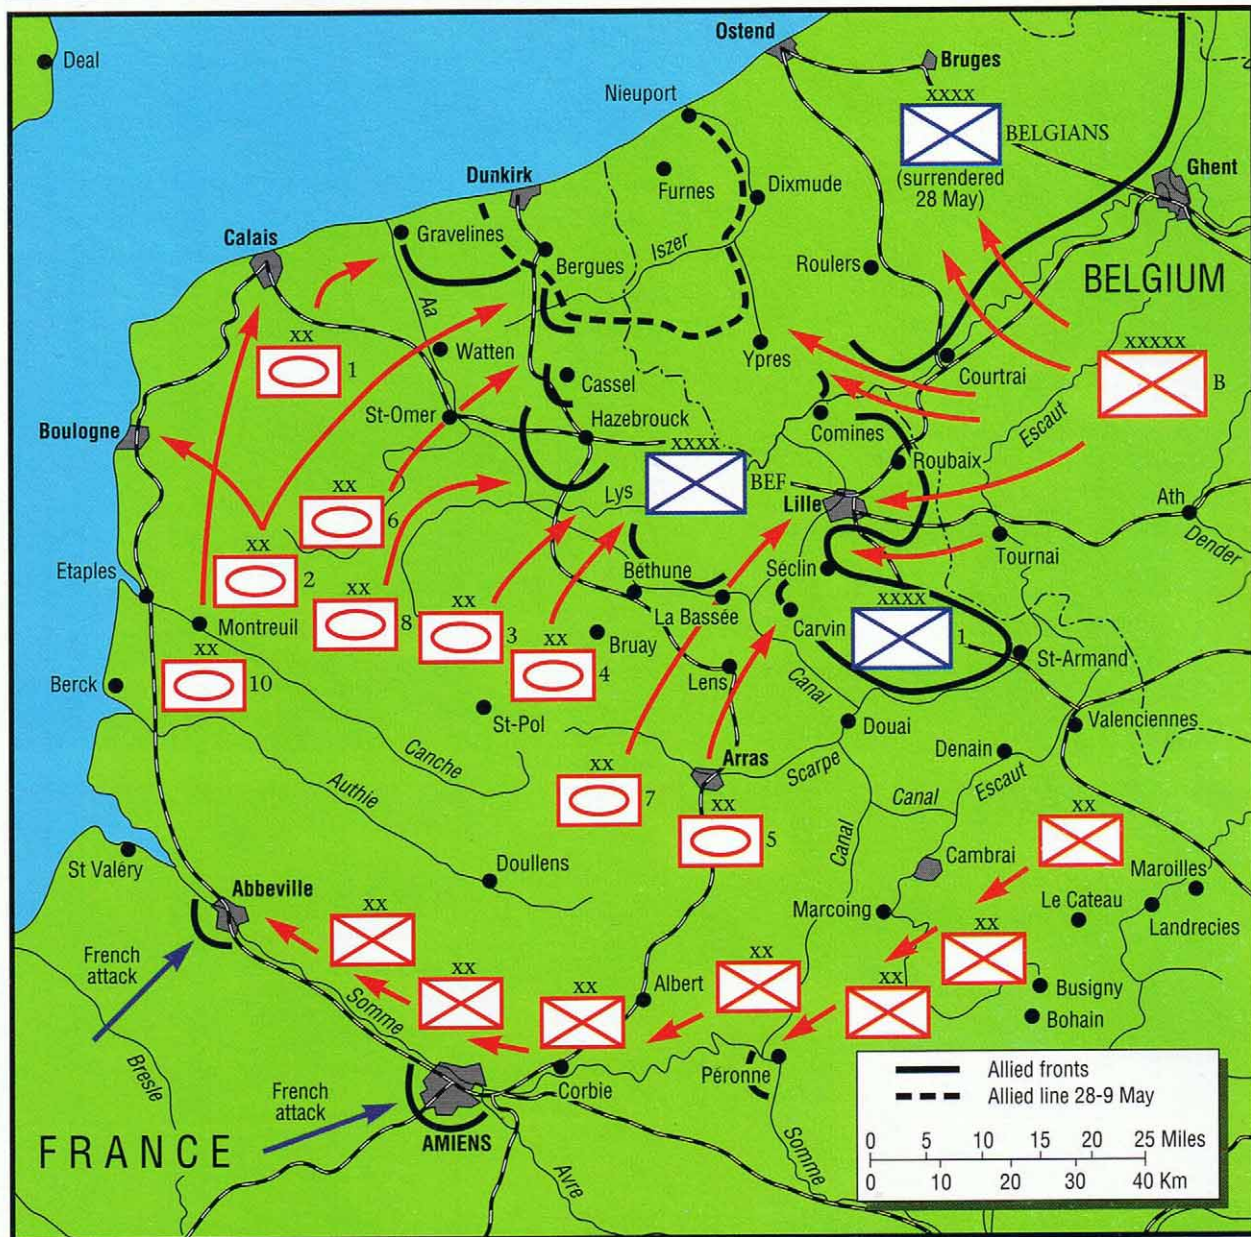 Deal
Ostend
Bruges
Nieuport
XXXX
BELGIANS
(surrendered
28 May)
Ghent
Dunkirk
Furnes
Dixmude
Calais
Gravelines
Bergues
Iszer
Roulers
BELGIUM
Aa
XX
1
Watten
Ypres
XXXXX
B
Courtrai
Cassel
St-Omer
Hazebrouck
Comines
Escaut
Boulogne
XXXX
BEF
Roubaix
XX
6
Lys
Lille
Ath
Dender
XX
2
Etaples
Tournai
Béthune
Séclin
XX
8
XX
3
La Bassée
XXXX
1
Montreuil
Carvin
XX
4
Bruay
St-Armand
XX
10
Berck
Lens
Canal
St-Pol
Douai
Valenciennes
Denain
Canche
Arras
Scarpe
Escaut
XX
7
Authie
Canal
XX
5
XX
Canal
St Valéry
Doullens
Cambrai
Maroilles
Abbeville
Le Cateau
Marcoing
Landrecies
XX
XX
French
attack
XX
XX
XX
Albert
XX
Busigny
Somme
XX
Bohain
Bresle
Corbie
Péronne
French
attack
AMIENS
FRANCE
Avre
Somme
Allied fronts
Allied line 28-9 May
0 5 10 15 20 25 Miles
0 10 20 30 40 Km